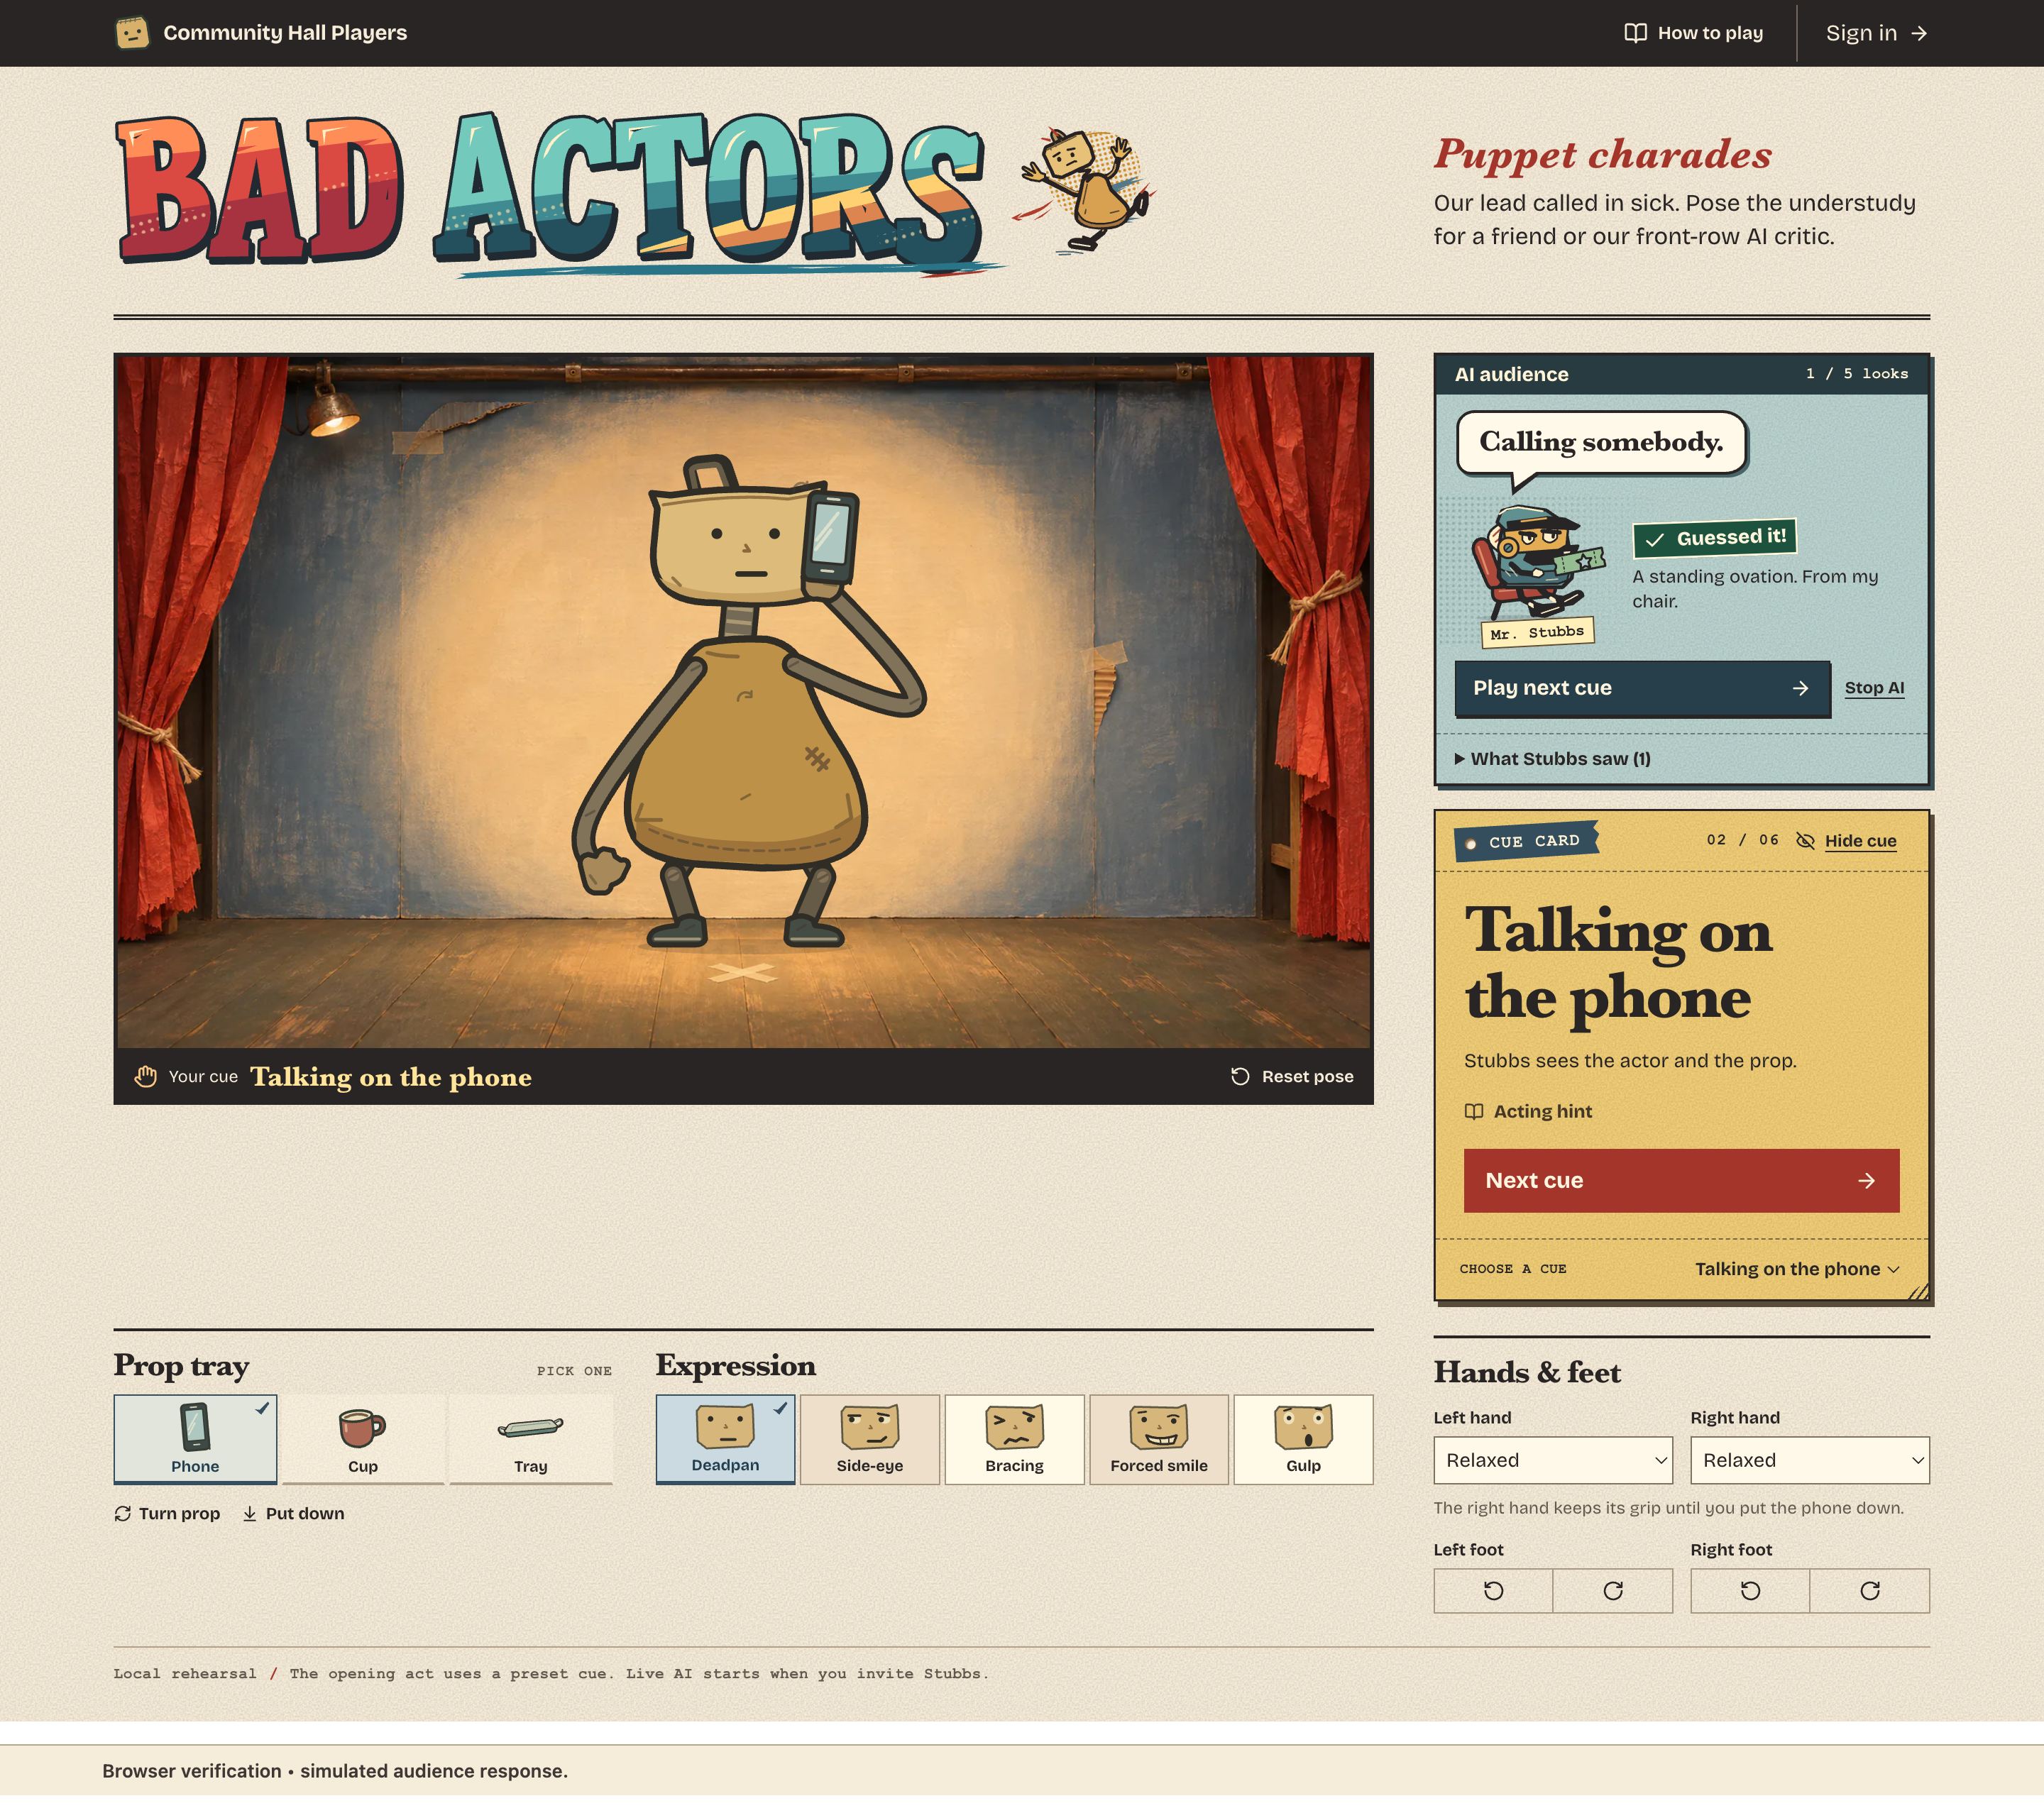 Community Hall Players
How to play
Sign in
BAD ACTORS
Puppet charades
Our lead called in sick. Pose the understudy
for a friend or our front-row AI critic.
AI audience
1 / 5 looks
Calling somebody.
Guessed it!
A standing ovation. From my
chair.
Mr. Stubbs
Play next cue
Stop AI
What Stubbs saw (1)
CUE CARD
02 / 06
Hide cue
Talking on
the phone
Stubbs sees the actor and the prop.
Acting hint
Next cue
CHOOSE A CUE
Talking on the phone
Your cue
Talking on the phone
Reset pose
Prop tray
PICK ONE
Phone
Cup
Tray
Turn prop
Put down
Expression
Deadpan
Side-eye
Bracing
Forced smile
Gulp
Hands & feet
Left hand
Right hand
Relaxed
Relaxed
The right hand keeps its grip until you put the phone down.
Left foot
Right foot
Local rehearsal / The opening act uses a preset cue. Live AI starts when you invite Stubbs.
Browser verification • simulated audience response.